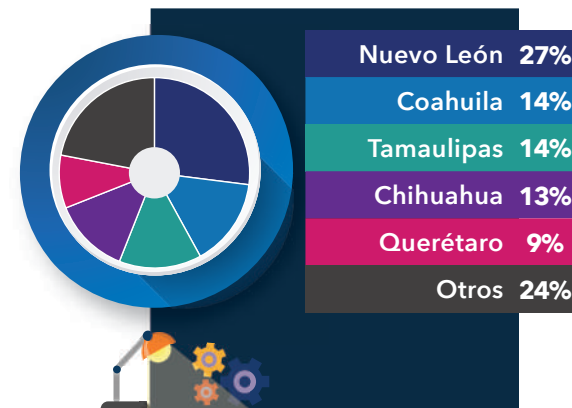 Nuevo León 27%
Coahuila 14%
Tamaulipas 14%
Chihuahua 13%
Querétaro 9%
Otros 24%